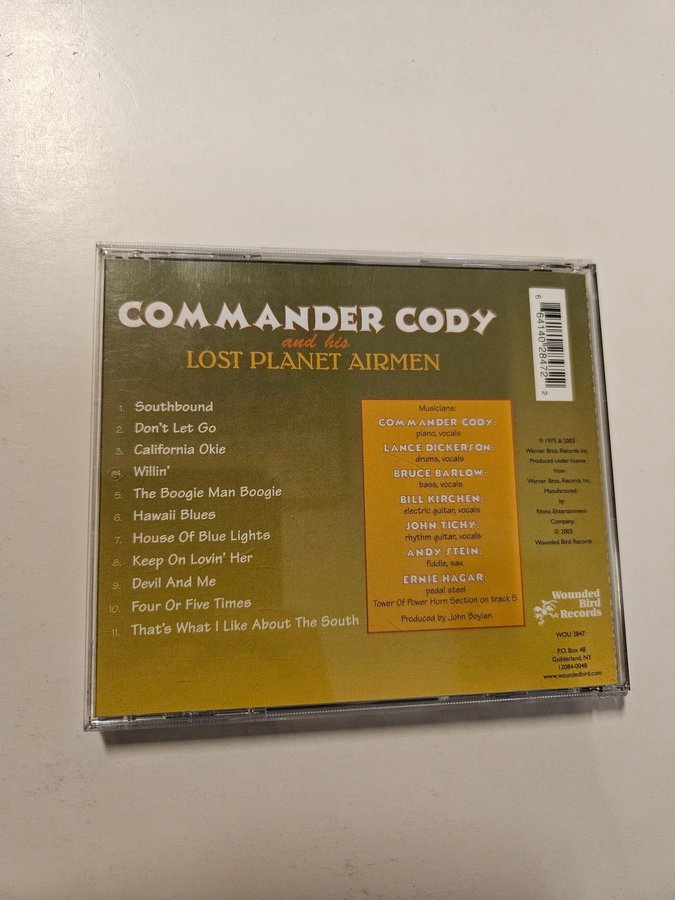 COMMANDER CODY
and his
LOST PLANET AIRMEN
1. Southbound
2. Don't Let Go
3. California Okie
4. Willin'
5. The Boogie Man Boogie
6. Hawaii Blues
7. House Of Blue Lights
8. Keep On Lovin' Her
9. Devil And Me
10. Four Or Five Times
11. That's What I Like About The South
Musicians:
COMMANDER CODY:
piano, vocals
LANCE DICKERSON:
drums, vocals
BRUCE BARLOW:
bass, vocals
BILL KIRCHEN:
electric guitar, vocals
JOHN TICHY:
rhythm guitar, vocals
ANDY STEIN:
fiddle, sax
ERNIE HAGAR:
pedal steel
Tower Of Power Horn Section on track 5
Produced by John Boylan
6 64140 28472 2
℗ 1975 & 2003
Warner Bros. Records Inc.
Produced under license
from
Warner Bros. Records Inc.
Manufactured
by
Rhino Entertainment
Company.
© 2003
Wounded Bird Records
Wounded
Bird
Records
WOU 2847
P.O. Box 48
Guilderland, NY
12084-0048
www.woundedbird.com